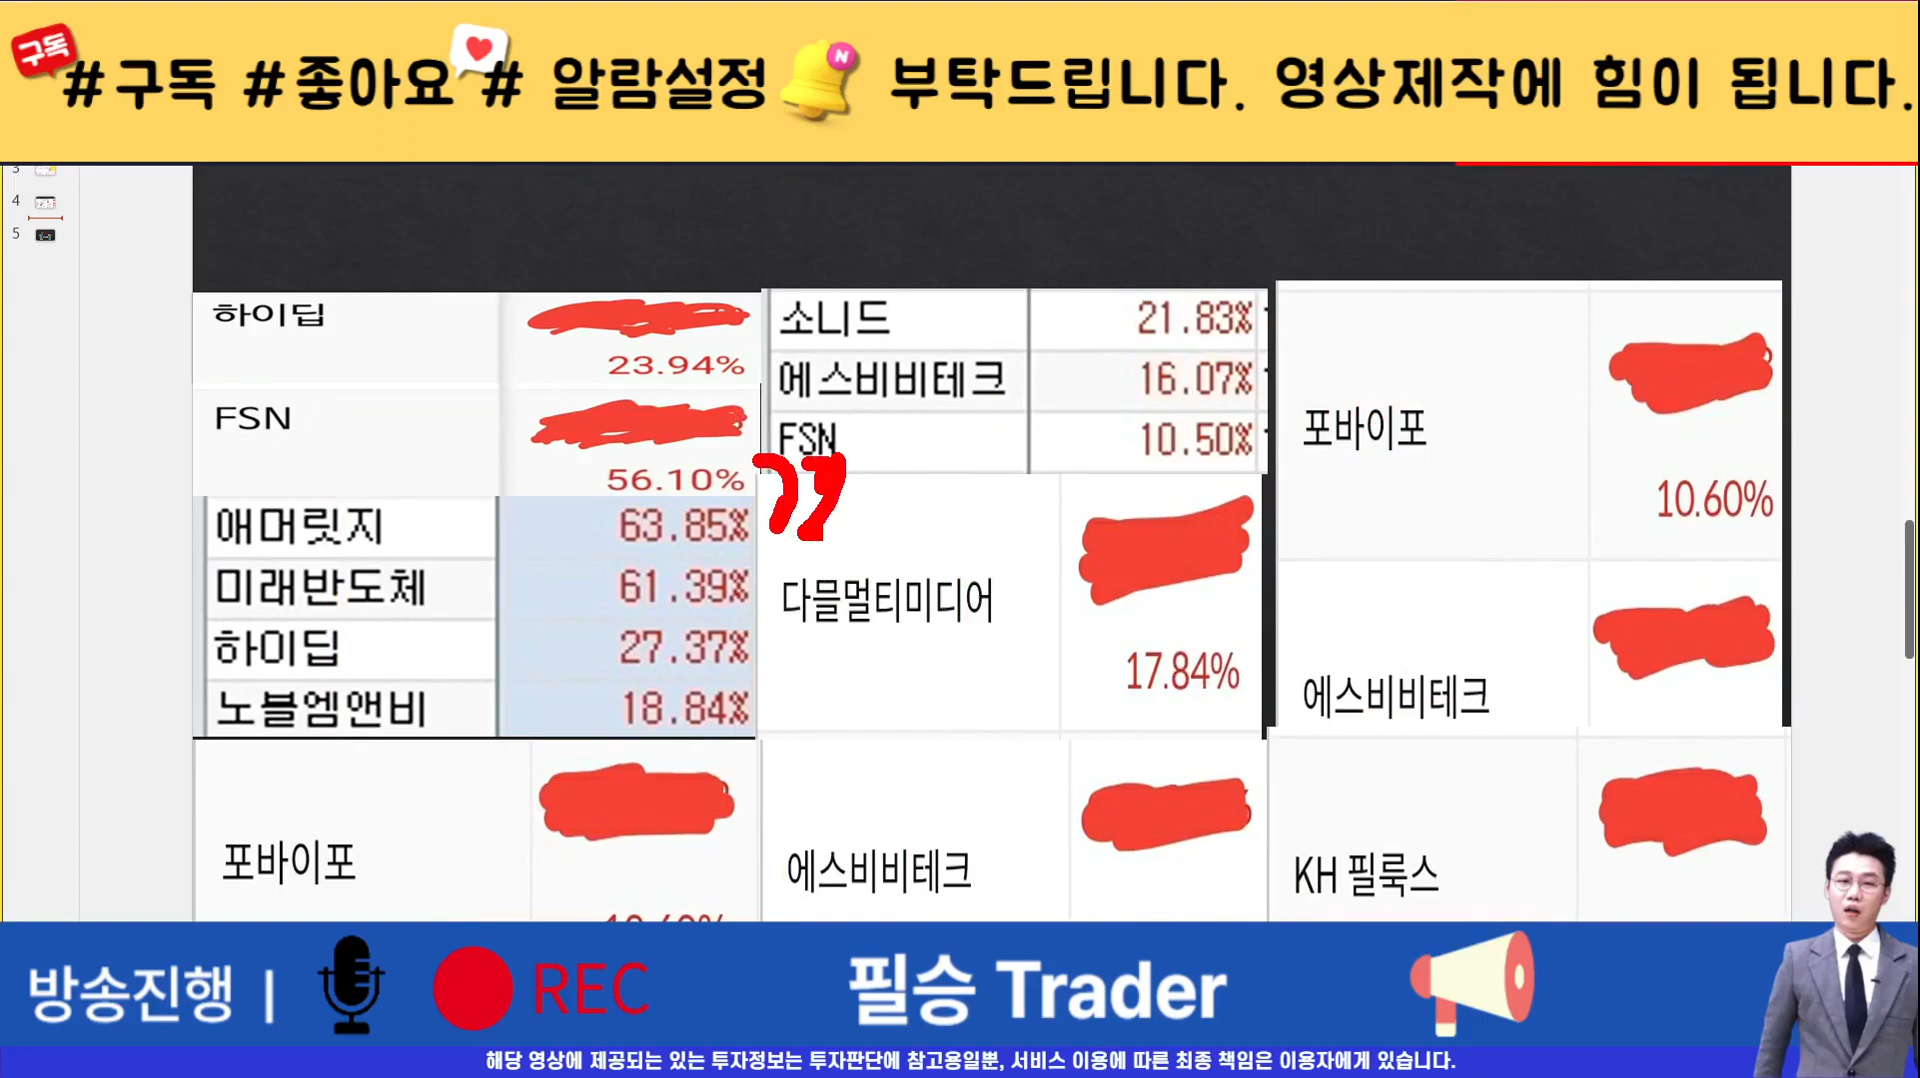 구독
#구독 #좋아요 # 알람설정 N 부탁드립니다. 영상제작에 힘이 됩니다.
3
4
5
하이딥
23.94%
FSN
56.10%
애머릿지 63.85%
미래반도체 61.39%
하이딥 27.37%
노블엠앤비 18.84%
소니드 21.83%
에스비비테크 16.07%
FSN 10.50%
다믈멀티미디어
17.84%
포바이포
10.60%
에스비비테크
포바이포
에스비비테크
KH 필룩스
방송진행 | REC 필승 Trader
해당 영상에 제공되는 있는 투자정보는 투자판단에 참고용일뿐, 서비스 이용에 따른 최종 책임은 이용자에게 있습니다.